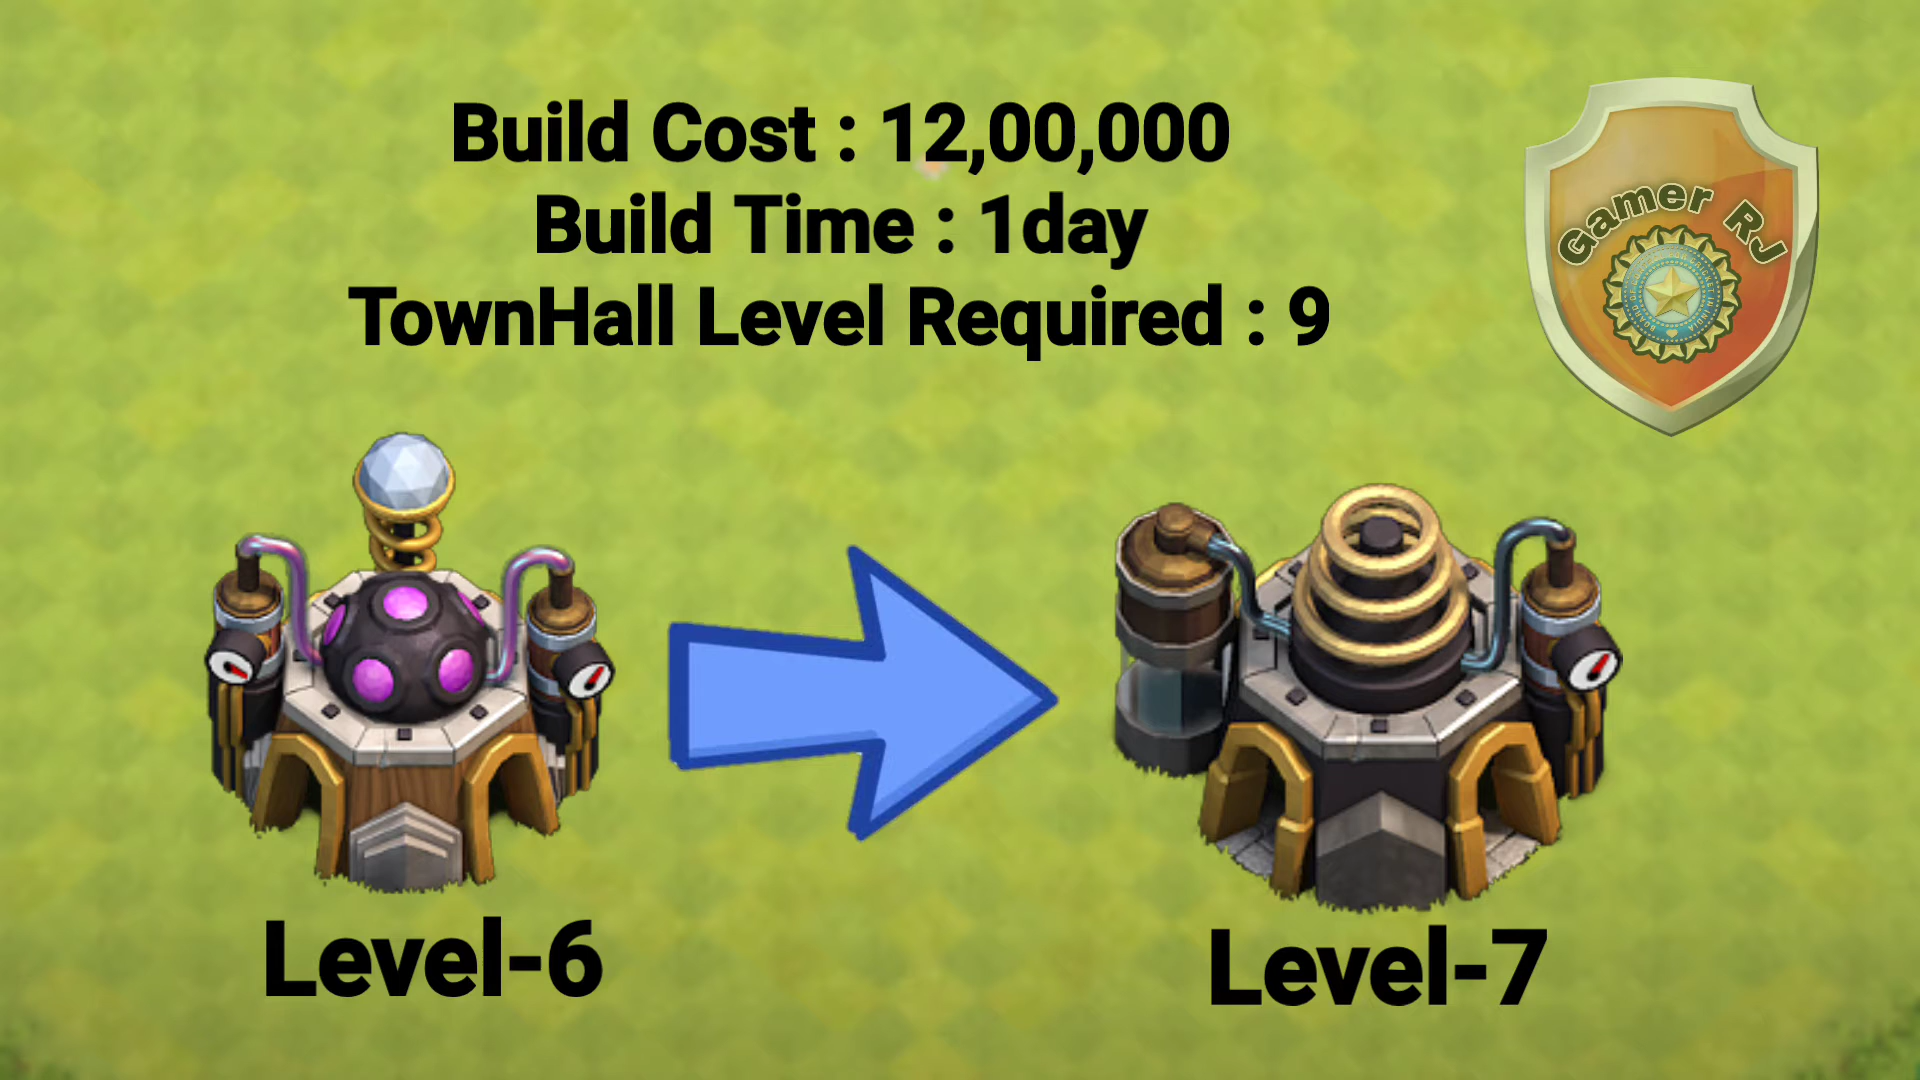 Build Cost : 12,00,000
Build Time : 1day
TownHall Level Required : 9
Gamer RJ
Level-6
Level-7